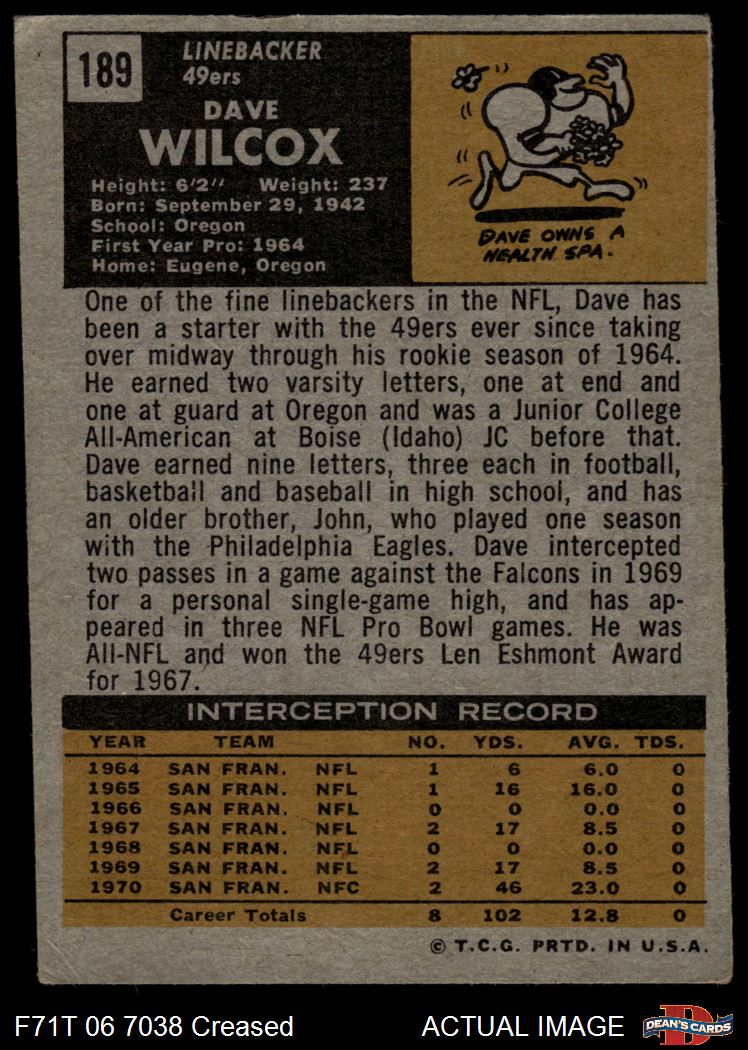 189
LINEBACKER
49ers
DAVE
WILCOX
Height: 6'2" Weight: 237
Born: September 29, 1942
School: Oregon
First Year Pro: 1964
Home: Eugene, Oregon
DAVE OWNS A
HEALTH SPA.
One of the fine linebackers in the NFL, Dave has
been a starter with the 49ers ever since taking
over midway through his rookie season of 1964.
He earned two varsity letters, one at end and
one at guard at Oregon and was a Junior College
All-American at Boise (Idaho) JC before that.
Dave earned nine letters, three each in football,
basketball and baseball in high school, and has
an older brother, John, who played one season
with the Philadelphia Eagles. Dave intercepted
two passes in a game against the Falcons in 1969
for a personal single-game high, and has ap-
peared in three NFL Pro Bowl games. He was
All-NFL and won the 49ers Len Eshmont Award
for 1967.
INTERCEPTION RECORD
YEAR TEAM NO. YDS. AVG. TDS.
1964 SAN FRAN. NFL 1 6 6.0 0
1965 SAN FRAN. NFL 1 16 16.0 0
1966 SAN FRAN. NFL 0 0 0.0 0
1967 SAN FRAN. NFL 2 17 8.5 0
1968 SAN FRAN. NFL 0 0 0.0 0
1969 SAN FRAN. NFL 2 17 8.5 0
1970 SAN FRAN. NFC 2 46 23.0 0
Career Totals 8 102 12.8 0
© T.C.G. PRTD. IN U.S.A.
F71T 06 7038 Creased ACTUAL IMAGE
DEAN'S CARDS